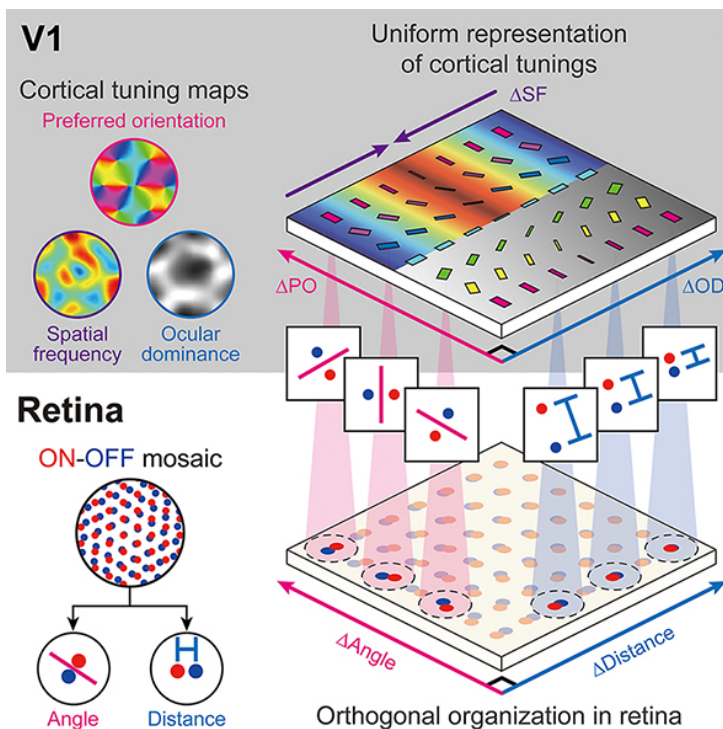 V1
Uniform representation
of cortical tunings
Cortical tuning maps
Preferred orientation
ΔSF
Spatial
frequency
Ocular
dominance
ΔPO
ΔOD
Retina
ON-OFF mosaic
Angle
Distance
ΔAngle
ΔDistance
Orthogonal organization in retina